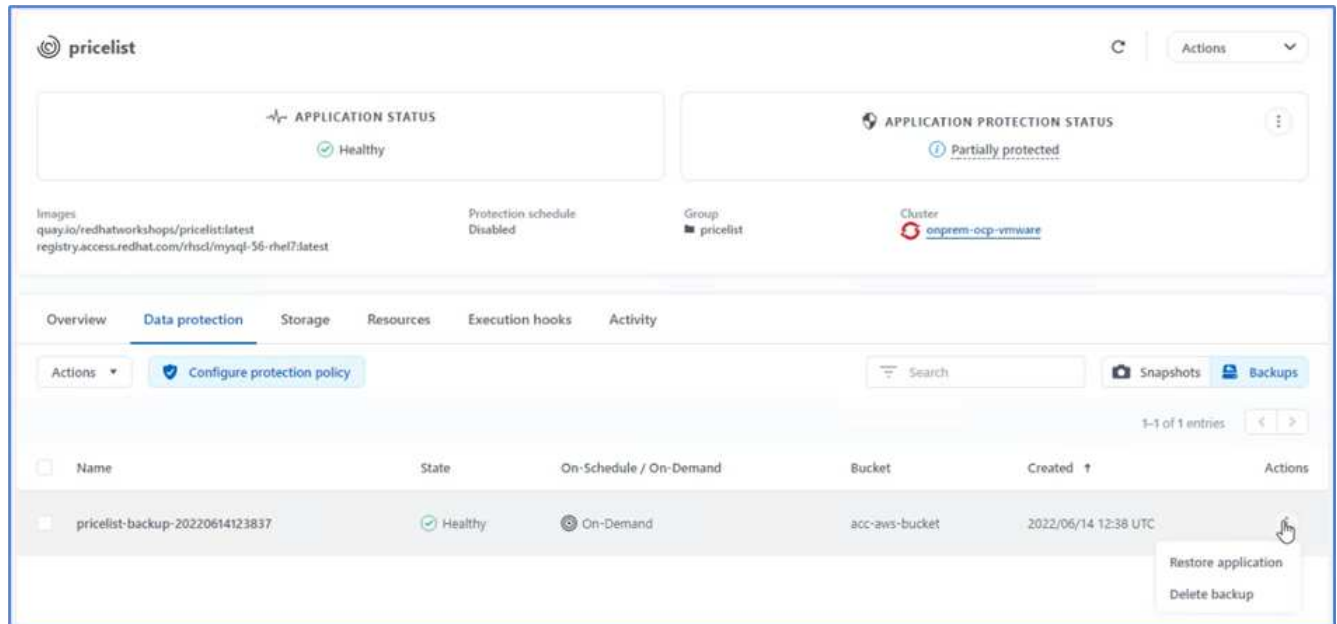 pricelist
Actions
APPLICATION STATUS
Healthy
APPLICATION PROTECTION STATUS
Partially protected
Images
quay.io/redhatworkshops/pricelist:latest
registry.access.redhat.com/rhscl/mysql-56-rhel7:latest
Protection schedule
Disabled
Group
pricelist
Cluster
onprem-ocp-vmware
Overview Data protection Storage Resources Execution hooks Activity
Actions Configure protection policy Search Snapshots Backups
1-1 of 1 entries < >
Name State On-Schedule / On-Demand Bucket Created ↑ Actions
pricelist-backup-20220614123837 Healthy On-Demand acc-aws-bucket 2022/06/14 12:38 UTC
Restore application
Delete backup